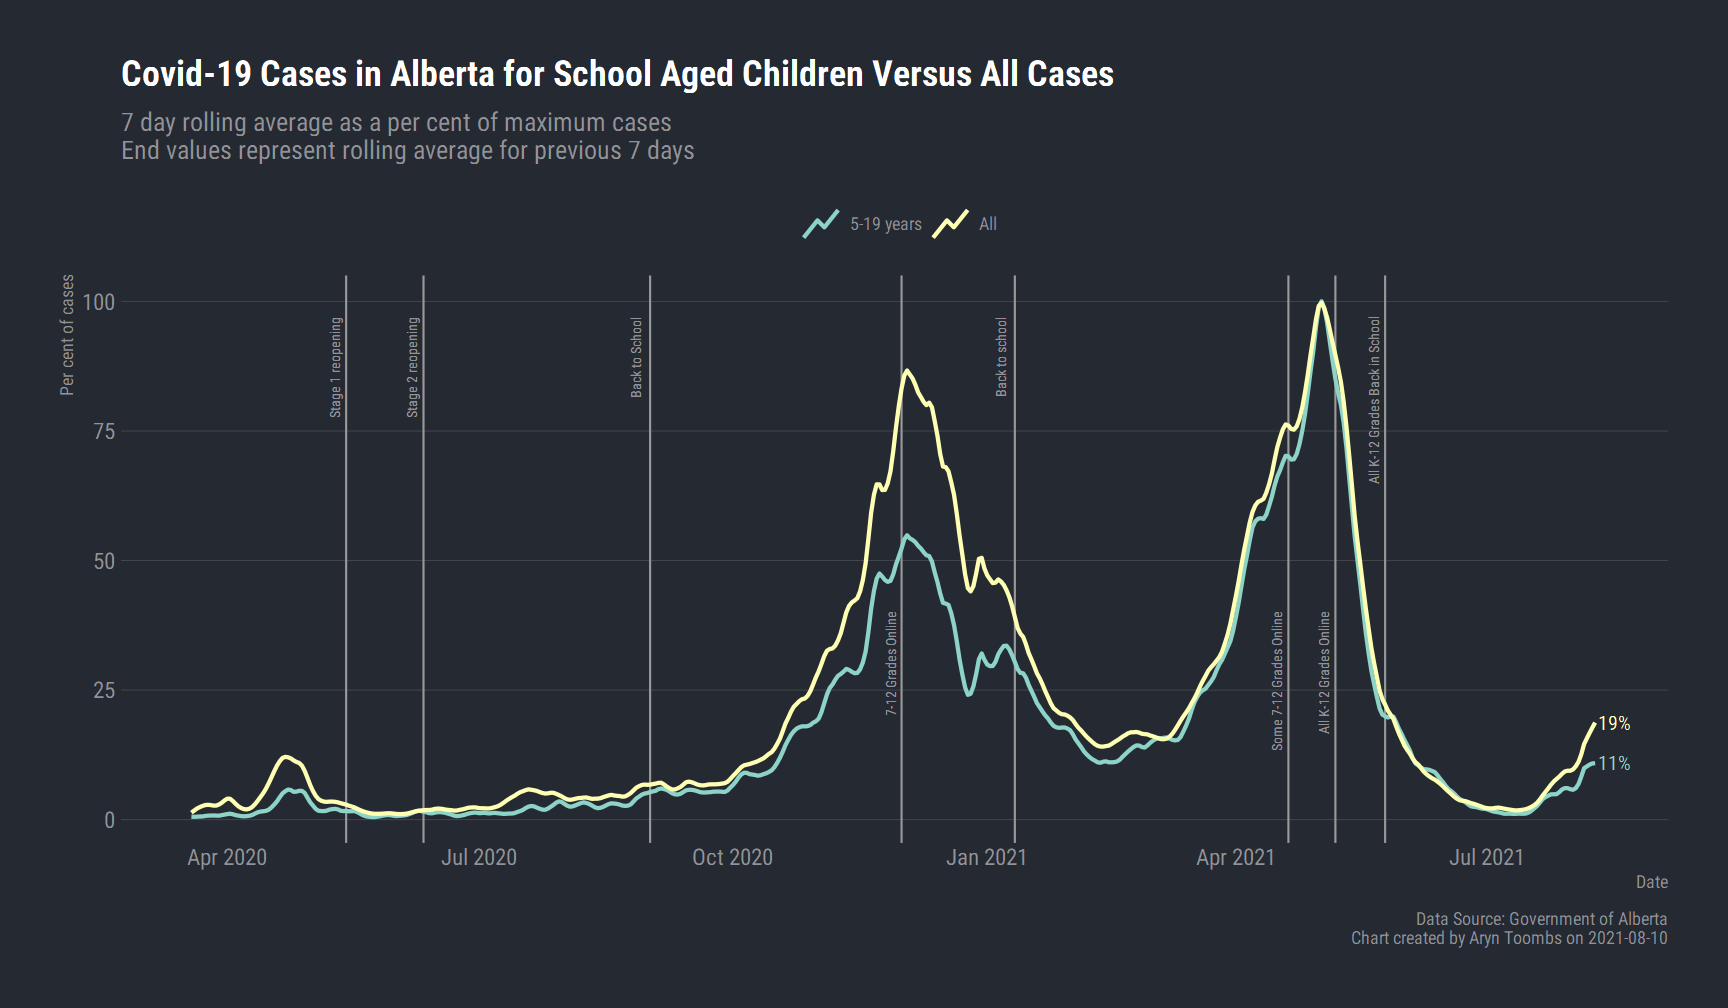 Covid-19 Cases in Alberta for School Aged Children Versus All Cases
7 day rolling average as a per cent of maximum cases
End values represent rolling average for previous 7 days
5-19 years
All
Per cent of cases
100
75
50
25
0
Stage 1 reopening
Stage 2 reopening
Back to School
7-12 Grades Online
Back to school
Some 7-12 Grades Online
All K-12 Grades Online
All K-12 Grades Back in School
19%
11%
Apr 2020
Jul 2020
Oct 2020
Jan 2021
Apr 2021
Jul 2021
Date
Data Source: Government of Alberta
Chart created by Aryn Toombs on 2021-08-10